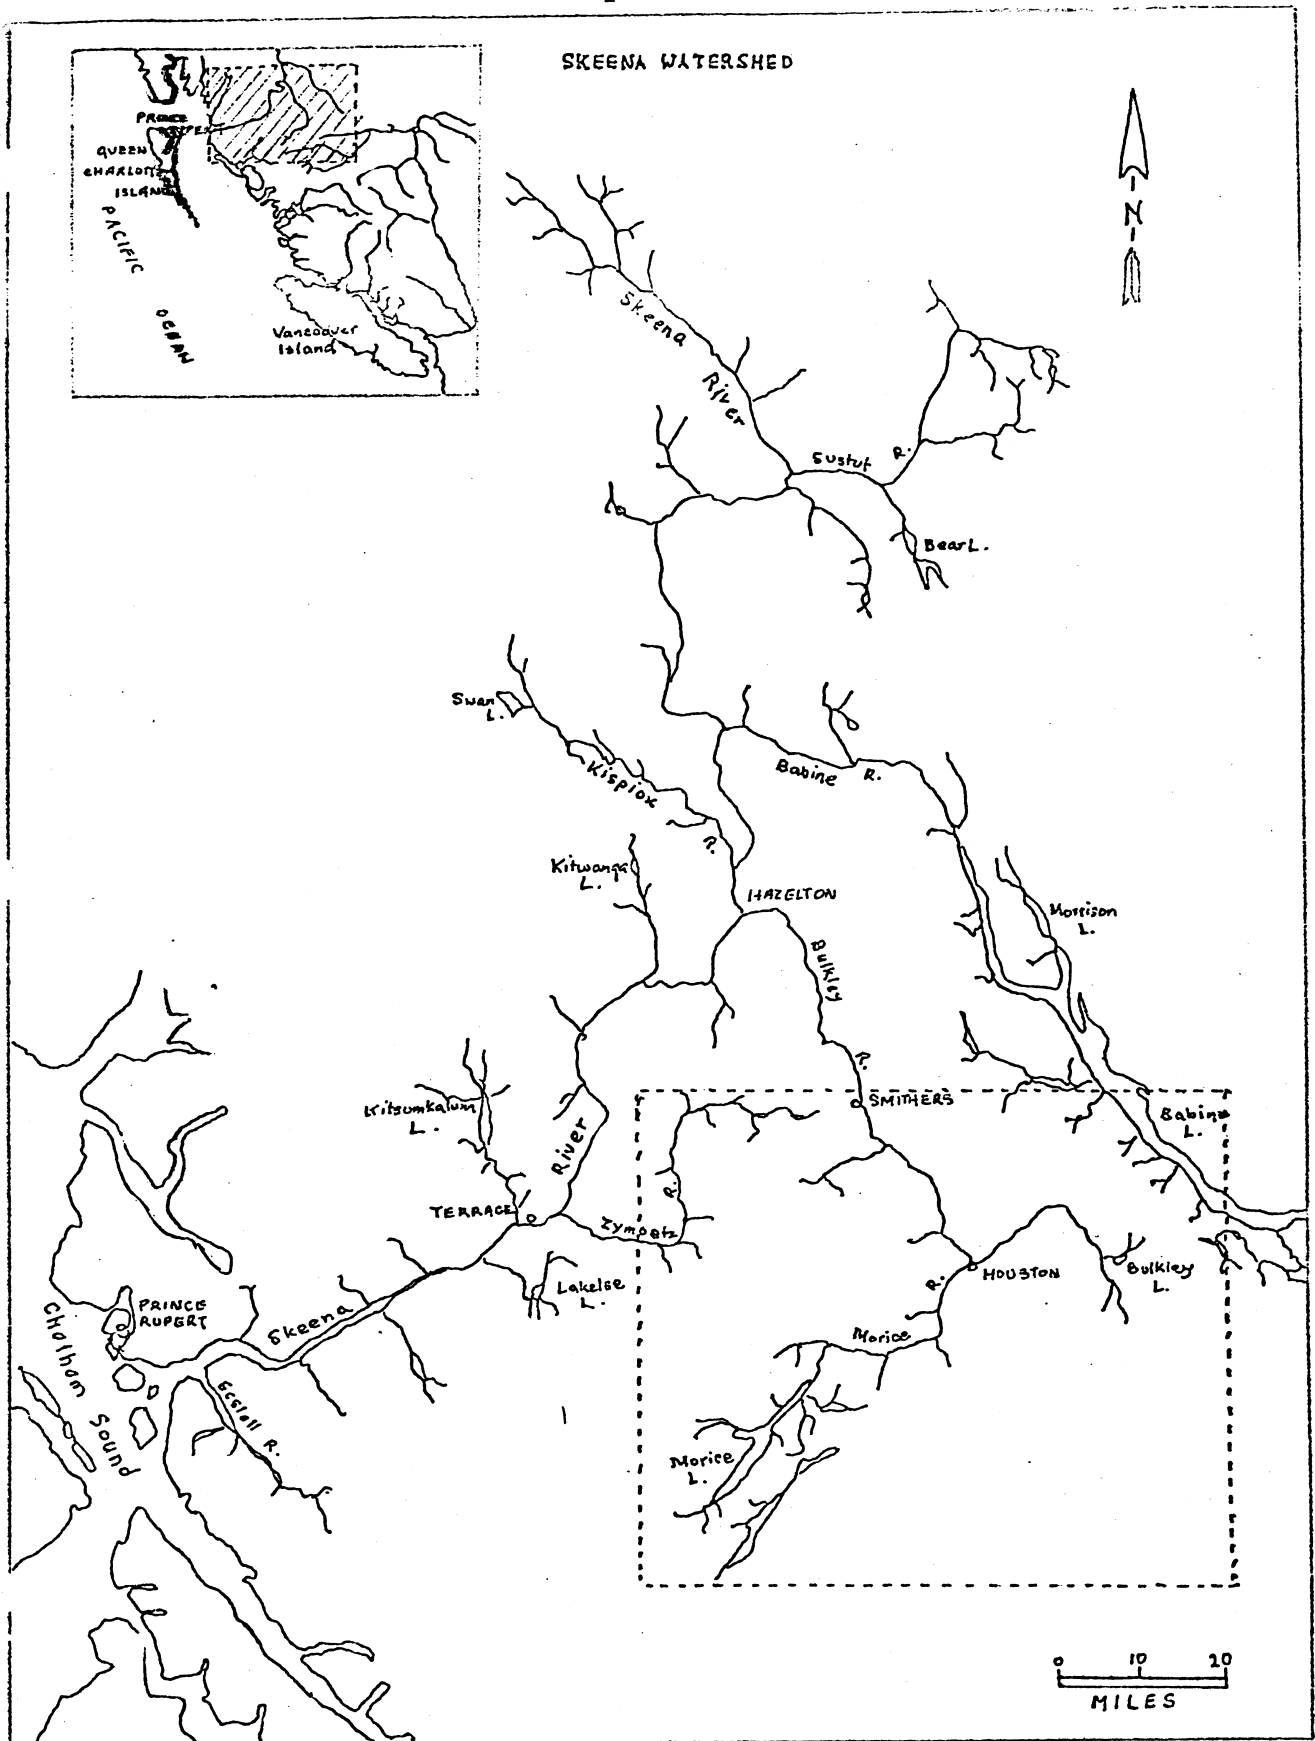 SKEENA WATERSHED
PRINCE
RUPERT
QUEEN
CHARLOTTE
ISLAND
PACIFIC
OCEAN
Vancouver
Island
N
Skeena
River
Sustut R.
Bear L.
Swan
L.
Kispiox
R.
Babine R.
Kitwanga
L.
HAZELTON
Morrison
L.
Bulkley
R.
SMITHERS
Babine
L.
Kitsumkalum
L.
River
TERRACE
Zymoetz
R.
Lakelse
L.
HOUSTON
Bulkley
L.
PRINCE
RUPERT
Skeena
Chatham Sound
Ecstall R.
Morice
R.
Morice
L.
0 10 20
MILES